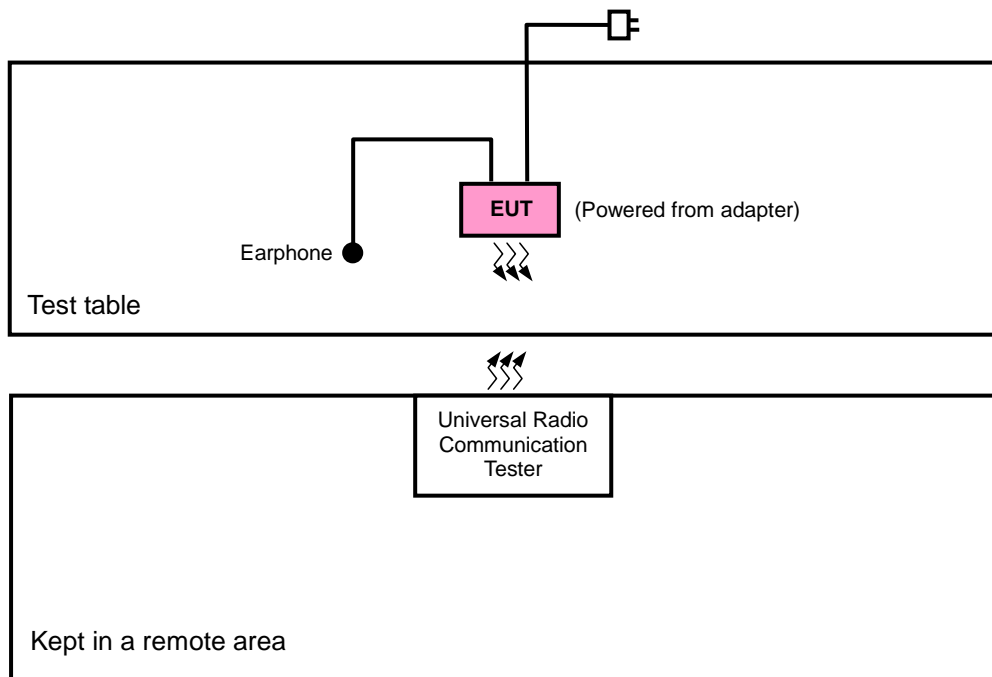 EUT
(Powered from adapter)
Earphone
Test table
Universal Radio
Communication
Tester
Kept in a remote area